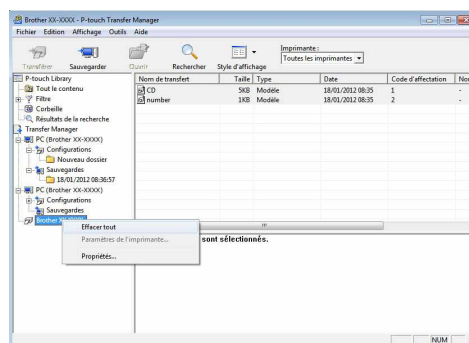 Brother XX-XXXX - P-touch Transfer Manager
Fichier Edition Affichage Outils Aide
Transférer Sauvegarder Ouvrir Rechercher Style d'affichage
Imprimante :
Toutes les imprimantes
P-touch Library
Tout le contenu
Filtre
Corbeille
Résultats de la recherche
Transfer Manager
PC (Brother XX-XXXX)
Configurations
Nouveau dossier
Sauvegardes
18/01/2012 08:36:57
PC (Brother XX-XXXX)
Configurations
Sauvegardes
Brother XX-XXXX
Nom de transfert Taille Type Date Code d'affectation
CD 5KB Modèle 18/01/2012 08:35 1 -
number 1KB Modèle 18/01/2012 08:35 2 -
Effacer tout
Paramètres de l'imprimante...
Propriétés...
sont sélectionnés.
NUM